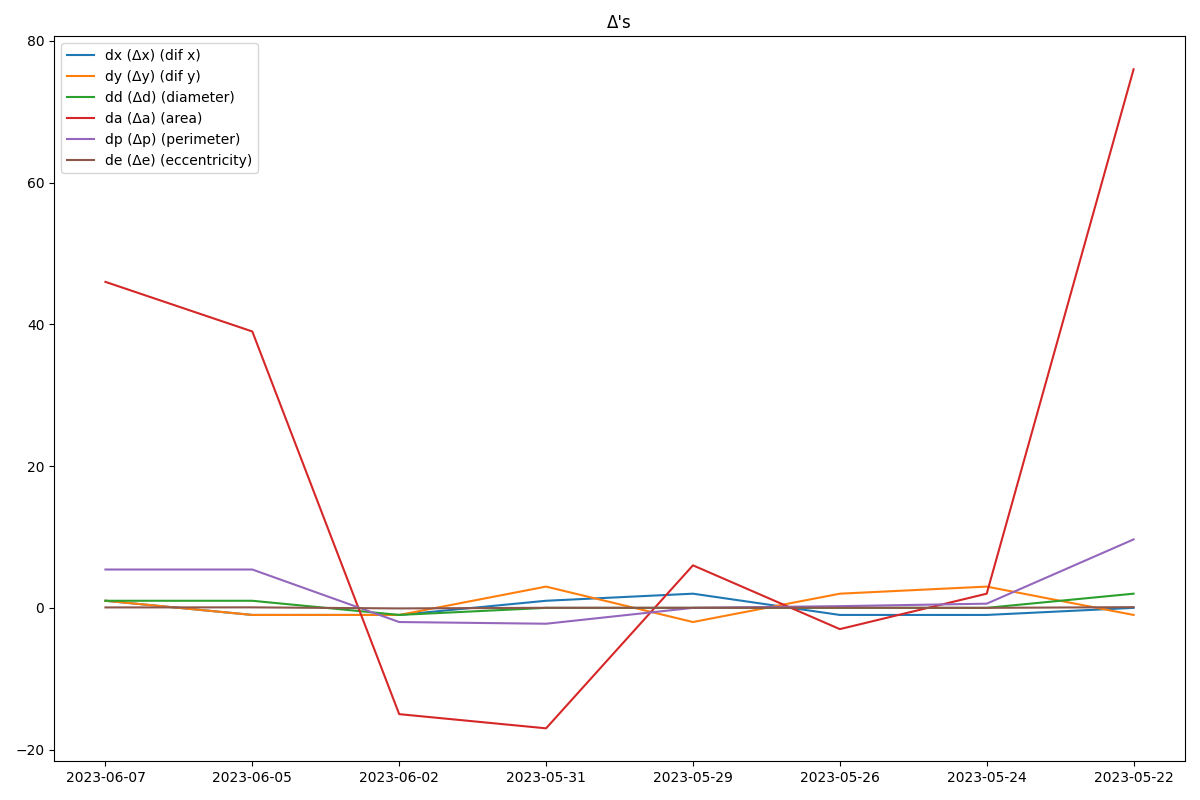 Δ's
dx (Δx) (dif x)
dy (Δy) (dif y)
dd (Δd) (diameter)
da (Δa) (area)
dp (Δp) (perimeter)
de (Δe) (eccentricity)
80
60
40
20
0
−20
2023-06-07 2023-06-05 2023-06-02 2023-05-31 2023-05-29 2023-05-26 2023-05-24 2023-05-22